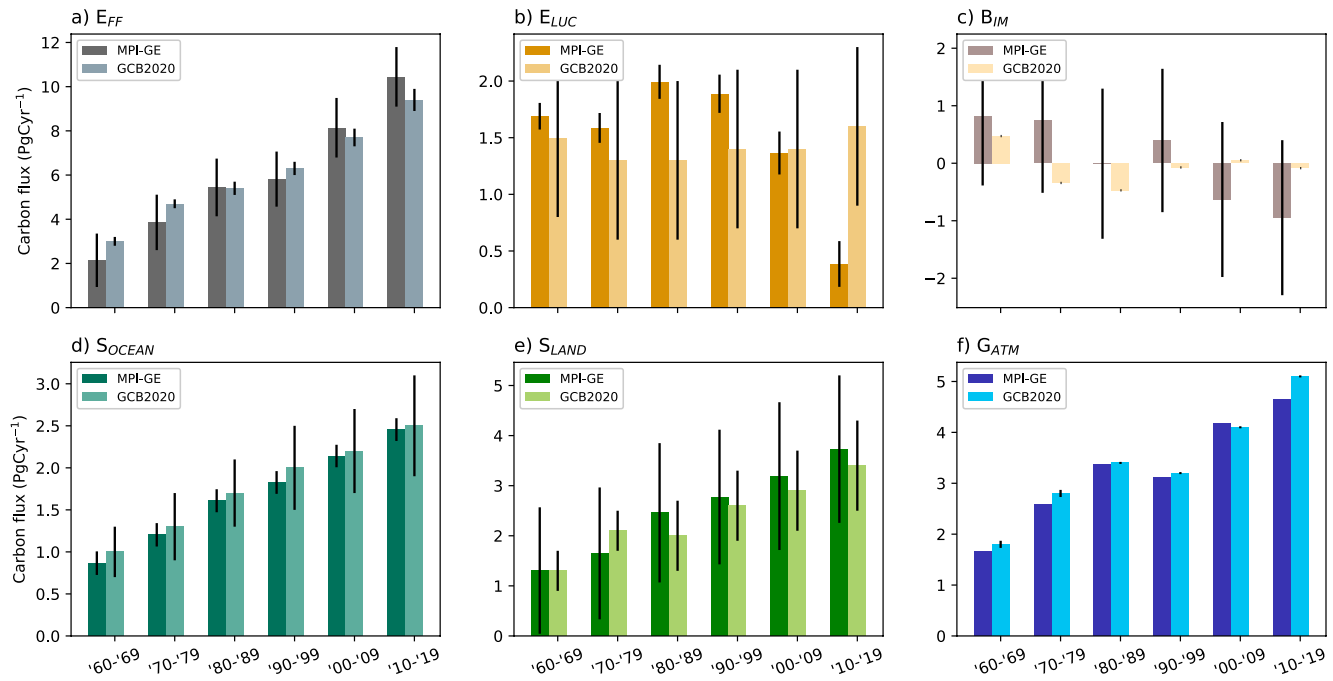 a) E_FF
b) E_LUC
c) B_IM
MPI-GE
GCB2020
MPI-GE
GCB2020
MPI-GE
GCB2020
Carbon flux (PgCyr⁻¹)
12
10
8
6
4
2
0
2.0
1.5
1.0
0.5
0.0
2
1
0
−1
−2
d) S_OCEAN
e) S_LAND
f) G_ATM
MPI-GE
GCB2020
MPI-GE
GCB2020
MPI-GE
GCB2020
Carbon flux (PgCyr⁻¹)
3.0
2.5
2.0
1.5
1.0
0.5
0.0
5
4
3
2
1
0
5
4
3
2
1
0
'60-'69
'70-'79
'80-'89
'90-'99
'00-'09
'10-'19
'60-'69
'70-'79
'80-'89
'90-'99
'00-'09
'10-'19
'60-'69
'70-'79
'80-'89
'90-'99
'00-'09
'10-'19